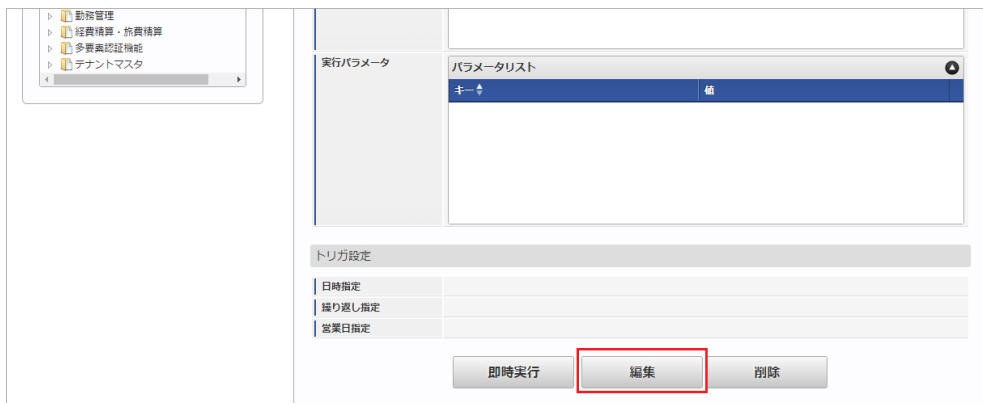 勤務管理
経費精算・旅費精算
多要素認証機能
テナントマスタ
実行パラメータ
パラメータリスト
キー
値
トリガ設定
日時指定
繰り返し指定
営業日指定
即時実行
編集
削除